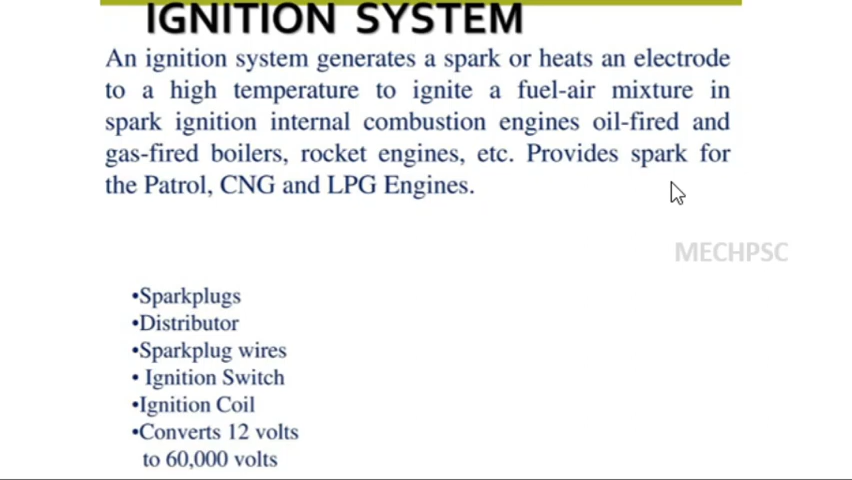 IGNITION SYSTEM
An ignition system generates a spark or heats an electrode
to a high temperature to ignite a fuel-air mixture in
spark ignition internal combustion engines oil-fired and
gas-fired boilers, rocket engines, etc. Provides spark for
the Patrol, CNG and LPG Engines.
MECHPSC
•Sparkplugs
•Distributor
•Sparkplug wires
• Ignition Switch
•Ignition Coil
•Converts 12 volts
to 60,000 volts